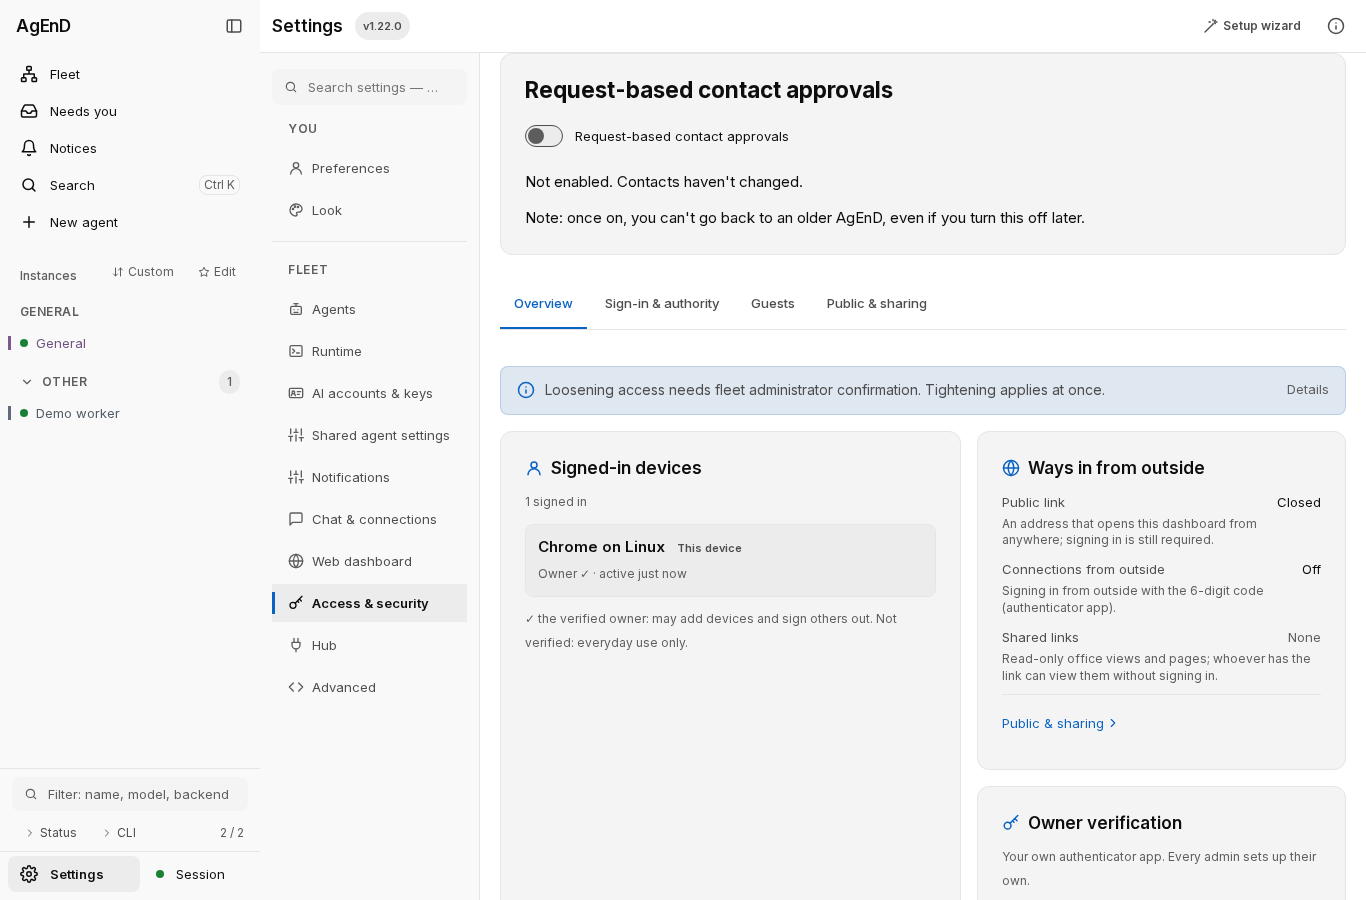 AgEnD
Fleet
Needs you
Notices
Search
Ctrl K
New agent
Instances
Custom
Edit
GENERAL
General
OTHER
1
Demo worker
Filter: name, model, backend
Status
CLI
2 / 2
Settings
Session
Settings
v1.22.0
Setup wizard
Search settings — …
YOU
Preferences
Look
FLEET
Agents
Runtime
AI accounts & keys
Shared agent settings
Notifications
Chat & connections
Web dashboard
Access & security
Hub
Advanced
Request-based contact approvals
Request-based contact approvals
Not enabled. Contacts haven't changed.
Note: once on, you can't go back to an older AgEnD, even if you turn this off later.
Overview
Sign-in & authority
Guests
Public & sharing
Loosening access needs fleet administrator confirmation. Tightening applies at once.
Details
Signed-in devices
1 signed in
Chrome on Linux
This device
Owner ✓ · active just now
✓ the verified owner: may add devices and sign others out. Not
verified: everyday use only.
Ways in from outside
Public link
Closed
An address that opens this dashboard from
anywhere; signing in is still required.
Connections from outside
Off
Signing in from outside with the 6-digit code
(authenticator app).
Shared links
None
Read-only office views and pages; whoever has the
link can view them without signing in.
Public & sharing
Owner verification
Your own authenticator app. Every admin sets up their
own.